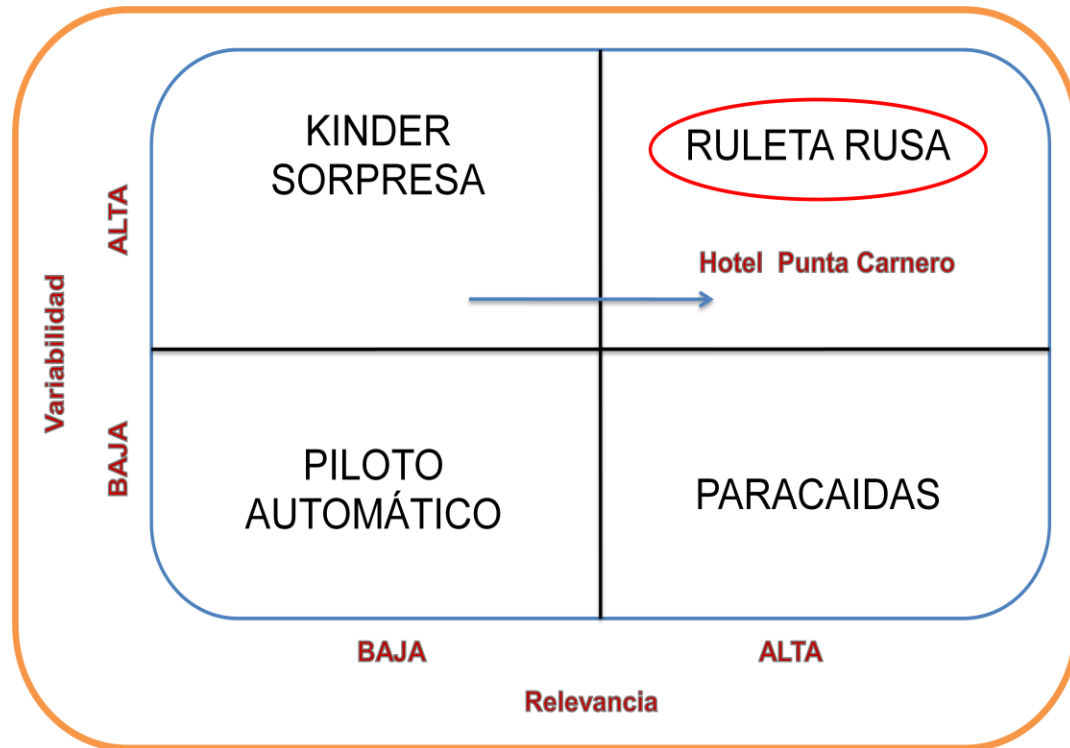 KINDER
SORPRESA
RULETA RUSA
Hotel  Punta Carnero
ALTA
Variabilidad
BAJA
PILOTO
AUTOMÁTICO
PARACAIDAS
BAJA
ALTA
Relevancia